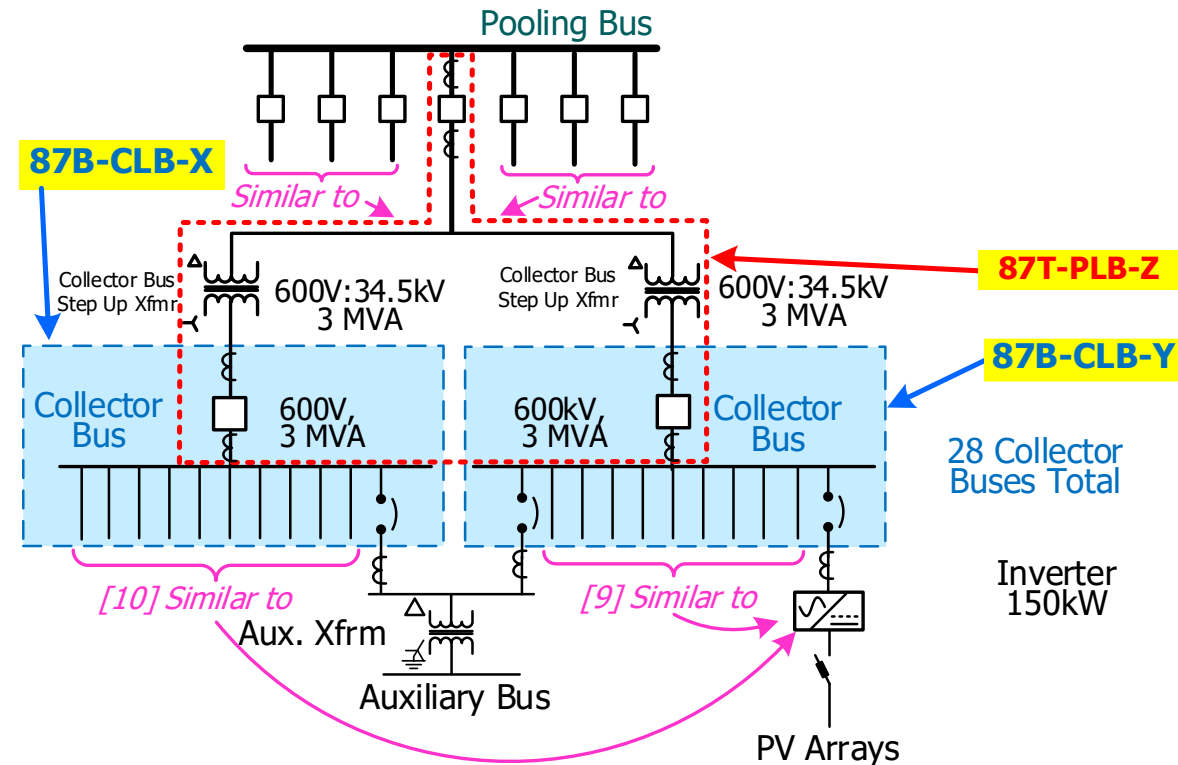 Pooling Bus
87B-CLB-X
Similar to
Similar to
Collector Bus
Step Up Xfmr
600V:34.5kV
3 MVA
Collector Bus
Step Up Xfmr
600V:34.5kV
3 MVA
87T-PLB-Z
87B-CLB-Y
Collector
Bus
600V,
3 MVA
600kV,
3 MVA
Collector
Bus
28 Collector
Buses Total
[10] Similar to
[9] Similar to
Inverter
150kW
Aux. Xfrm
Auxiliary Bus
PV Arrays